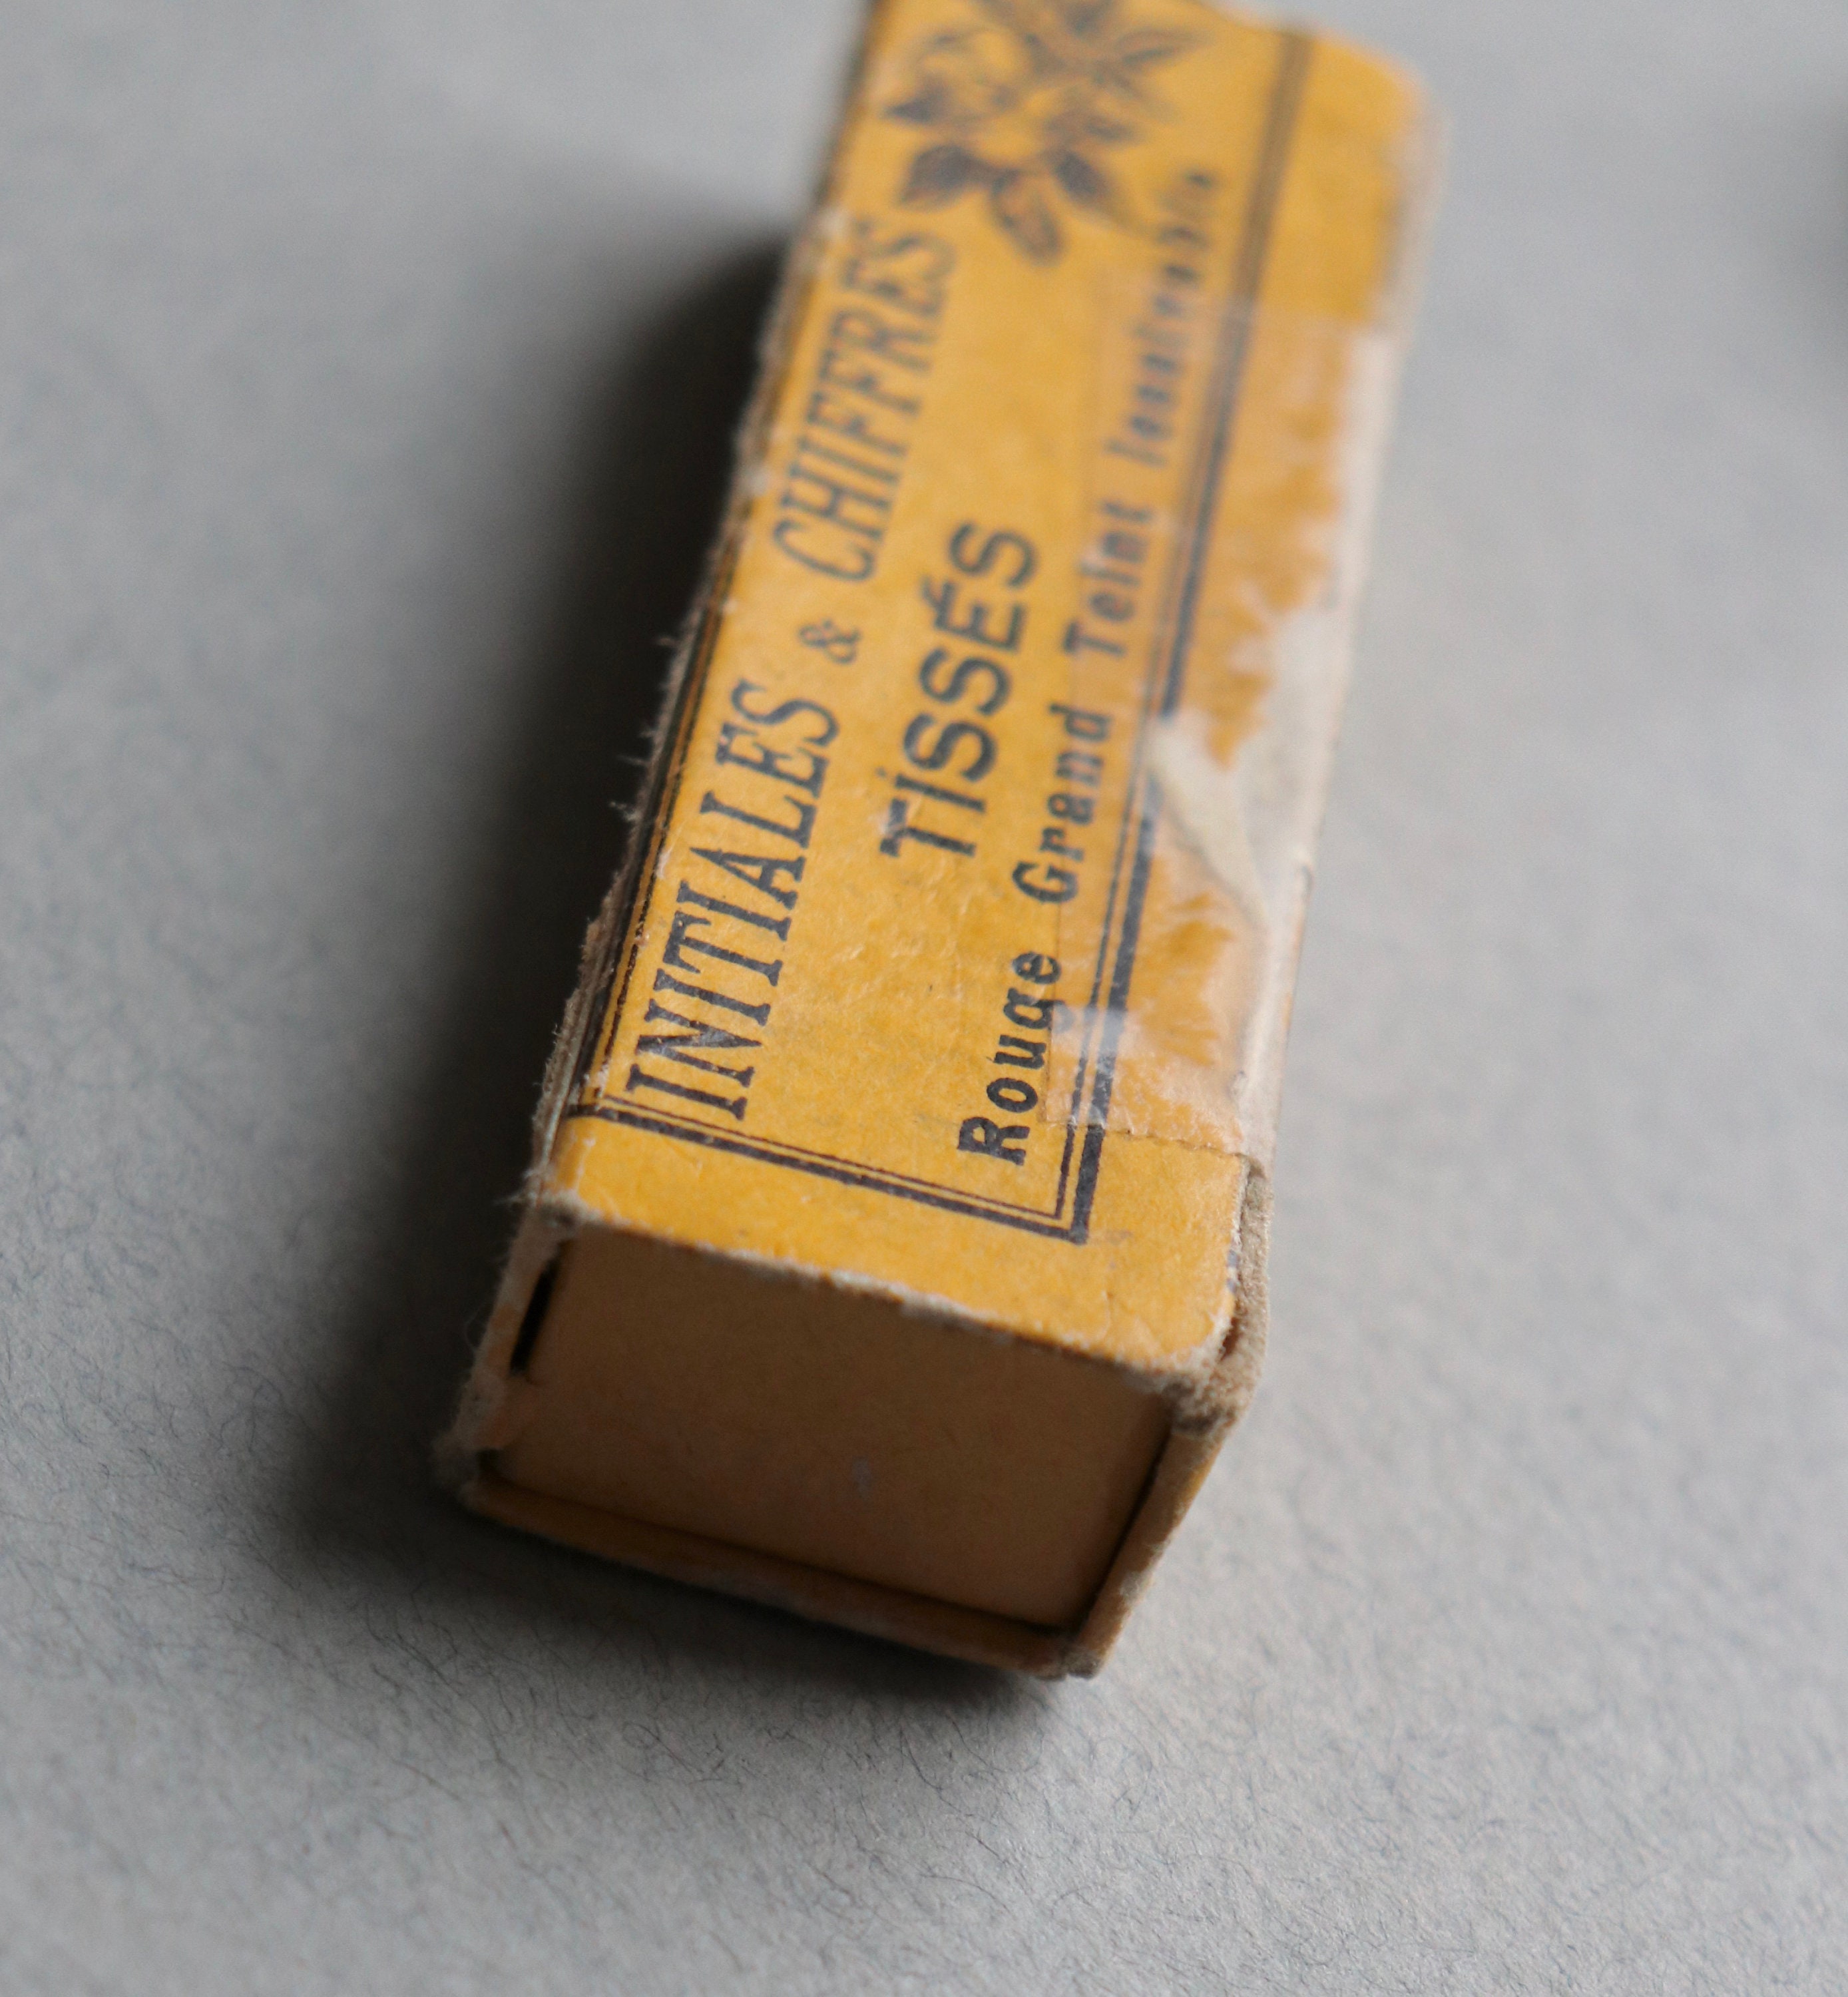 INITIALES & CHIFFRES
TISSÉS
Rouge Grand Teint